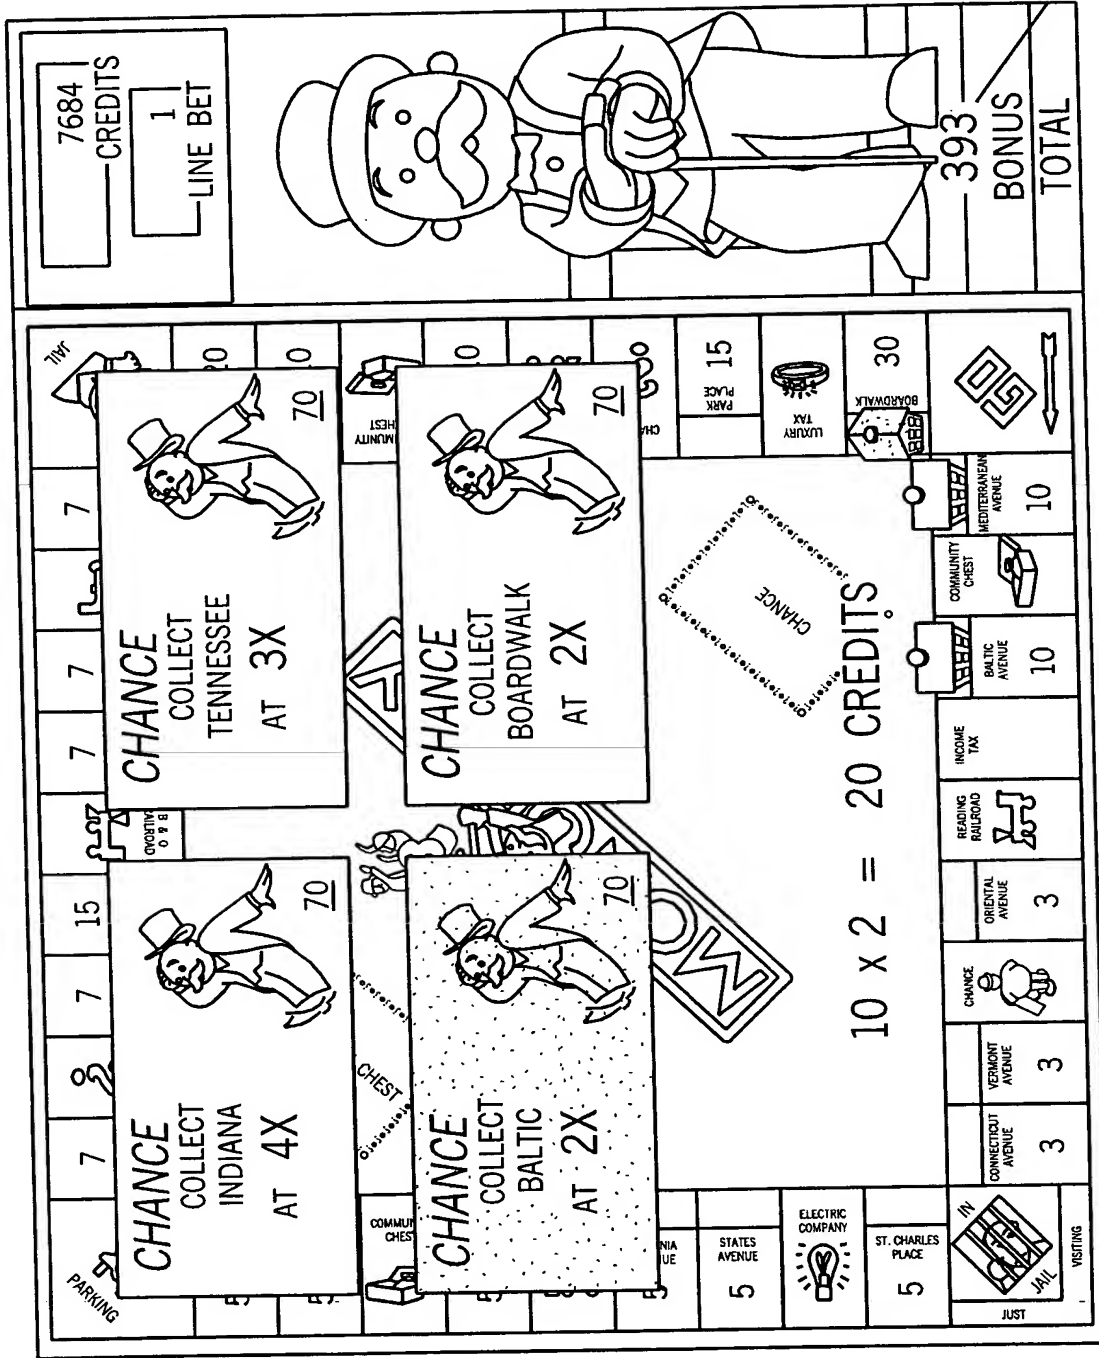 7684
CREDITS
1
LINE BET
393
BONUS
TOTAL
CHANCE
COLLECT
INDIANA
AT 4X
70
CHANCE
COLLECT
TENNESSEE
AT 3X
70
CHANCE
COLLECT
BALTIC
AT 2X
70
CHANCE
COLLECT
BOARDWALK
AT 2X
70
10 X 2 = 20 CREDITS
CHEST
CHANCE
PARKING
7
7
15
B & O
7
7
7
JAIL
CHEST
PARK
PLACE
15
LUXURY
TAX
BOARDWALK
30
GO
MEDITERRANEAN
AVENUE
10
COMMUNITY
CHEST
BALTIC
AVENUE
10
INCOME
TAX
READING
RAILROAD
ORIENTAL
AVENUE
3
CHANCE
VERMONT
AVENUE
3
CONNECTICUT
AVENUE
3
IN
JAIL
JUST
VISITING
ST. CHARLES
PLACE
5
ELECTRIC
COMPANY
STATES
AVENUE
5